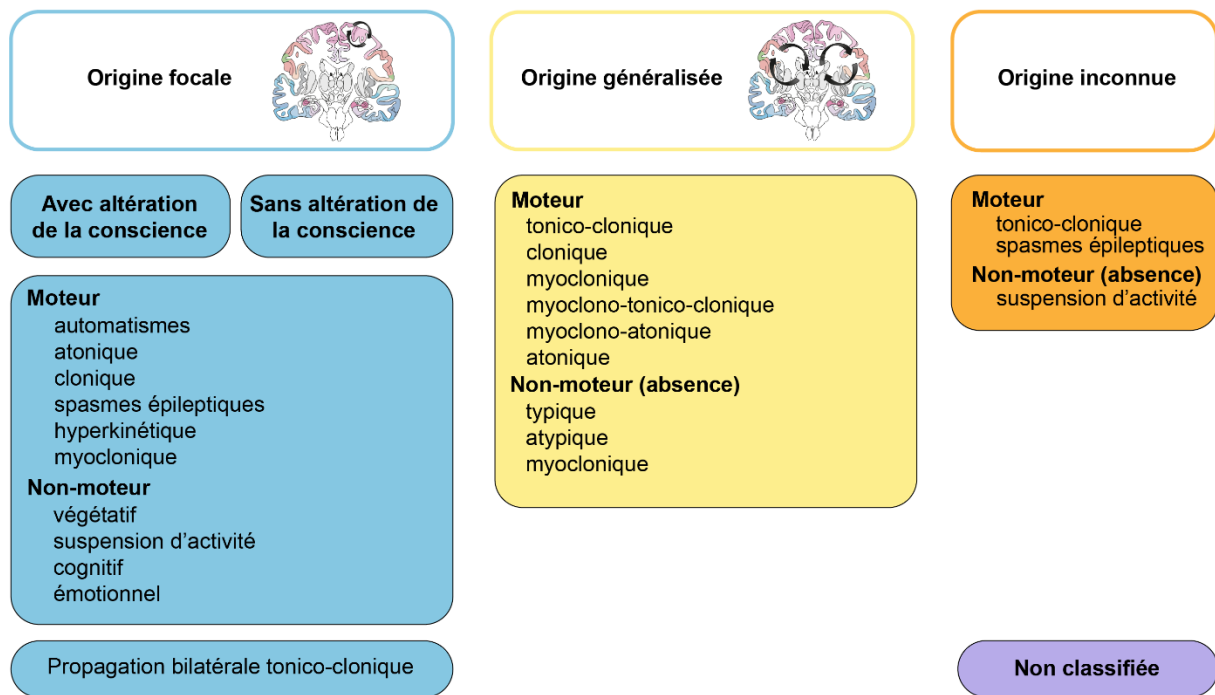 Origine focale
Origine généralisée
Origine inconnue
Avec altération
de la conscience
Sans altération de
la conscience
Moteur
automatismes
atonique
clonique
spasmes épileptiques
hyperkinétique
myoclonique
Non-moteur
végétatif
suspension d’activité
cognitif
émotionnel
Propagation bilatérale tonico-clonique
Moteur
tonico-clonique
clonique
myoclonique
myoclono-tonico-clonique
myoclono-atonique
atonique
Non-moteur (absence)
typique
atypique
myoclonique
Moteur
tonico-clonique
spasmes épileptiques
Non-moteur (absence)
suspension d’activité
Non classifiée